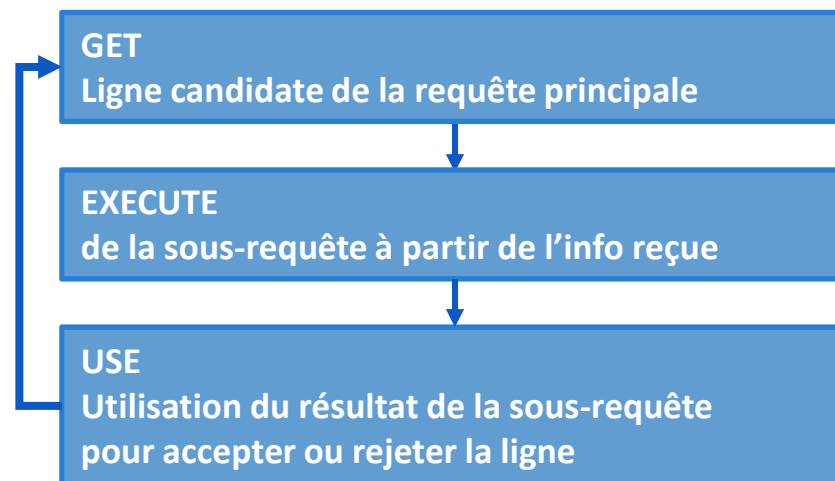 GET
Ligne candidate de la requête principale
EXECUTE
de la sous-requête à partir de l’info reçue
USE
Utilisation du résultat de la sous-requête
pour accepter ou rejeter la ligne